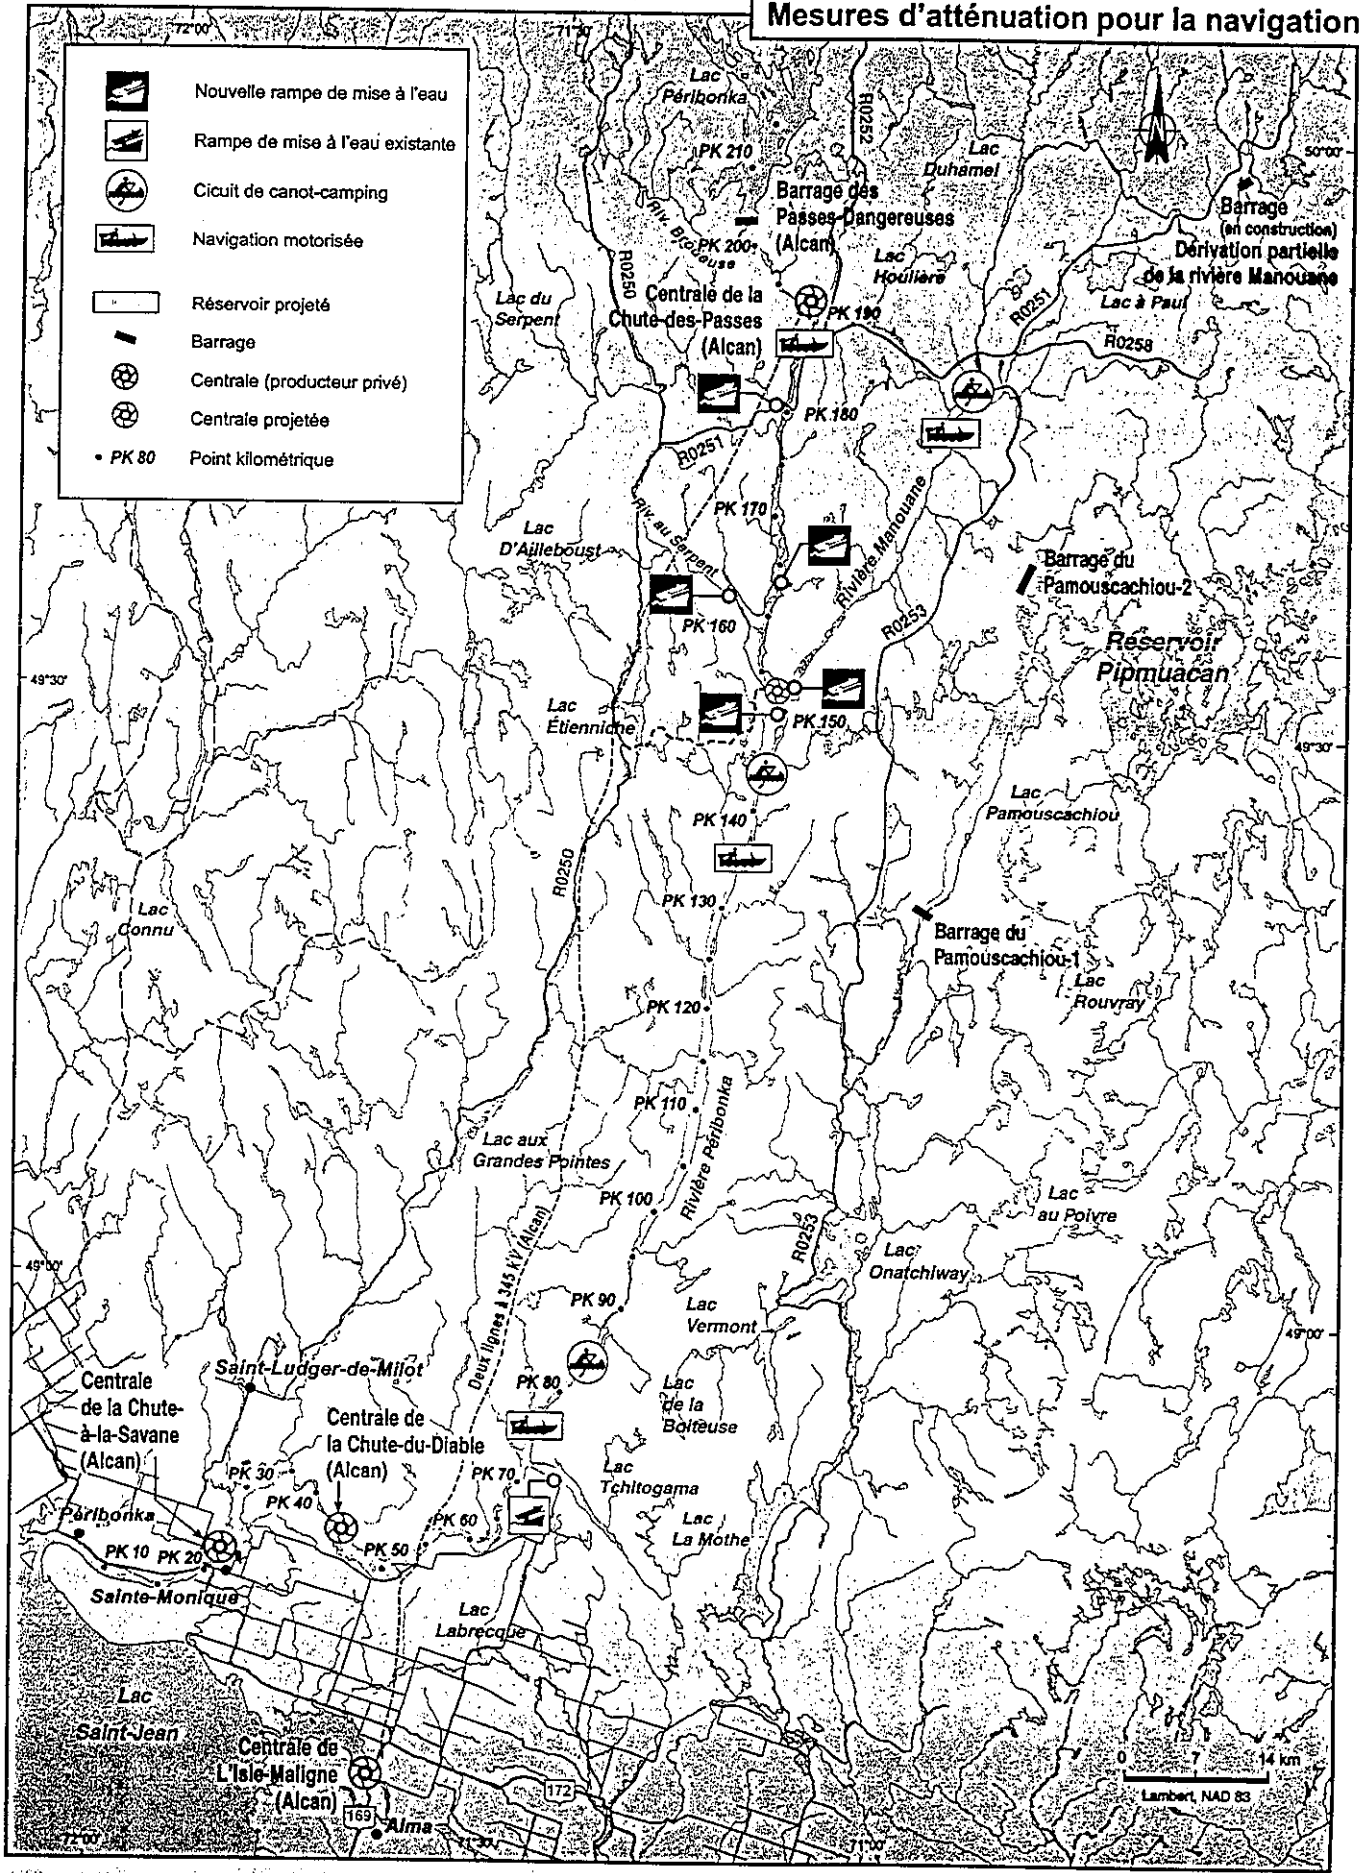 Mesures d'atténuation pour la navigation
72°00'
71°30'
Nouvelle rampe de mise à l'eau
Rampe de mise à l'eau existante
Cicuit de canot-camping
Navigation motorisée
Réservoir projeté
Barrage
Centrale (producteur privé)
Centrale projetée
PK 80 Point kilométrique
Lac
Péribonka
R0252
N
PK 210
Lac
Duhamel
50°00'
Barrage des
Passes-Dangereuses
(Alcan)
Barrage
(en construction)
Dérivation partielle
de la rivière Manouane
Riv. Brodeuse
PK 200
Lac
Houlière
R0250
R0251
Lac à Paul
Lac du
Serpent
Centrale de la
Chute-des-Passes
(Alcan)
PK 190
R0258
PK 180
R0251
PK 170
Riv. au Serpent
Rivière Manouane
Lac
D'Ailleboust
Barrage du
Pamouscachiou-2
PK 160
R0253
Réservoir
Pipmuacan
49°30'
Lac
Étienniche
PK 150
49°30'
Lac
Pamouscachiou
PK 140
R0250
PK 130
Lac
Connu
Barrage du
Pamouscachiou-1
Lac
Rouvray
PK 120
PK 110
Rivière Péribonka
Lac aux
Grandes Pointes
PK 100
Lac
au Poivre
Deux lignes à 345 kV (Alcan)
R0253
Lac
Onatchiway
49°00'
PK 90
Lac
Vermont
49°00'
Saint-Ludger-de-Milot
Centrale
de la Chute-
à-la-Savane
(Alcan)
PK 80
Lac
de la
Boiteuse
Centrale de
la Chute-du-Diable
(Alcan)
PK 30
PK 70
Lac
Tchitogama
PK 40
Péribonka
PK 60
Lac
La Mothe
PK 10
PK 20
PK 50
Sainte-Monique
Lac
Labrecque
Lac
Saint-Jean
Centrale de
L'Isle-Maligne
(Alcan)
0 7 14 km
Lambert, NAD 83
172
169
Alma
72°00'
71°30'
71°00'